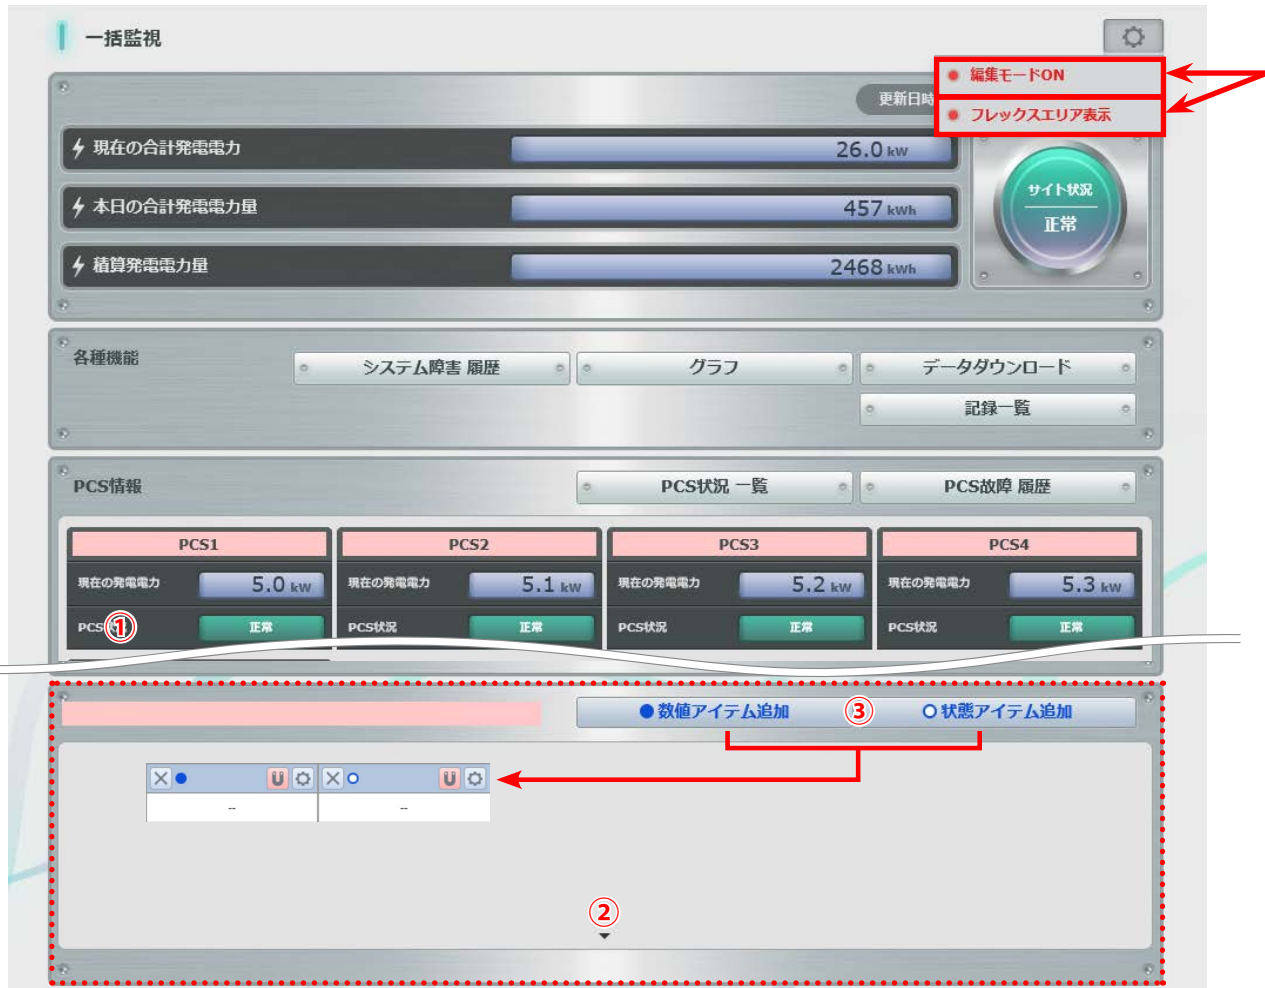 一括監視
編集モードON
更新日時
フレックスエリア表示
現在の合計発電電力
26.0 kW
本日の合計発電電力量
457 kWh
積算発電電力量
2468 kWh
サイト状況
正常
各種機能
システム障害 履歴
グラフ
データダウンロード
記録一覧
PCS情報
PCS状況 一覧
PCS故障 履歴
PCS1
PCS2
PCS3
PCS4
現在の発電電力
5.0 kW
現在の発電電力
5.1 kW
現在の発電電力
5.2 kW
現在の発電電力
5.3 kW
PCS
①
正常
PCS状況
正常
PCS状況
正常
PCS状況
正常
●数値アイテム追加
③
○状態アイテム追加
--
--
②